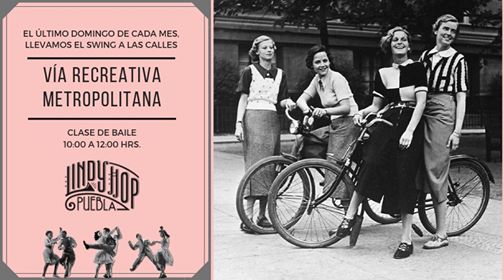 EL ÚLTIMO DOMINGO DE CADA MES,
LLEVAMOS EL SWING A LAS CALLES
VÍA RECREATIVA
METROPOLITANA
CLASE DE BAILE
10:00 A 12:00 HRS.
LINDY HOP
PUEBLA